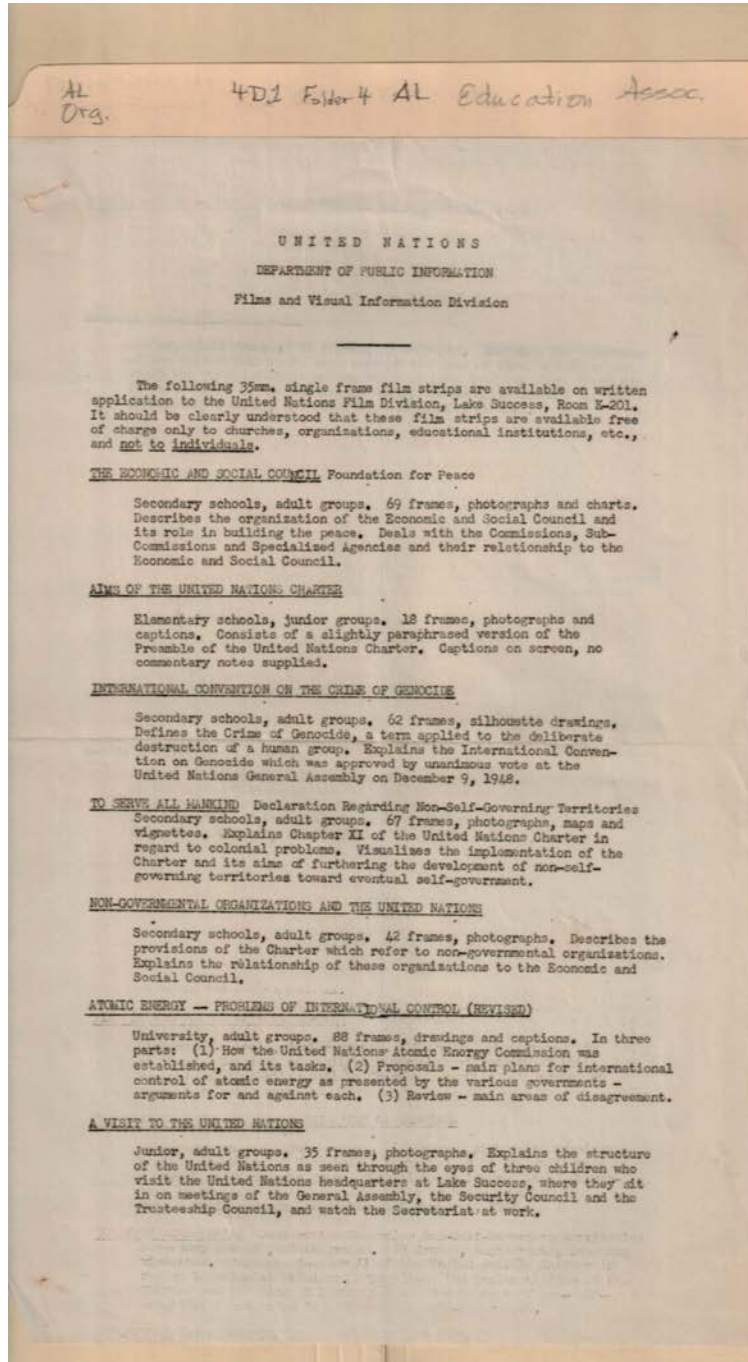 AL 4D1 Folder 4 AL Education Assoc.
Org.
UNITED NATIONS
DEPARTMENT OF PUBLIC INFORMATION
Films and Visual Information Division
The following 35mm. single frame film strips are available on written
application to the United Nations Film Division, Lake Success, Room K-201.
It should be clearly understood that these film strips are available free
of charge only to churches, organizations, educational institutions, etc.,
and not to individuals.
THE ECONOMIC AND SOCIAL COUNCIL Foundation for Peace
Secondary schools, adult groups. 69 frames, photographs and charts.
Describes the organization of the Economic and Social Council and
its role in building the peace. Deals with the Commissions, Sub-
Commissions and Specialized Agencies and their relationship to the
Economic and Social Council.
AIMS OF THE UNITED NATIONS CHARTER
Elementary schools, junior groups. 18 frames, photographs and
captions. Consists of a slightly paraphrased version of the
Preamble of the United Nations Charter. Captions on screen, no
commentary notes supplied.
INTERNATIONAL CONVENTION ON THE CRIME OF GENOCIDE
Secondary schools, adult groups. 62 frames, silhouette drawings.
Defines the Crime of Genocide, a term applied to the deliberate
destruction of a human group. Explains the International Conven-
tion on Genocide which was approved by unanimous vote at the
United Nations General Assembly on December 9, 1948.
TO SERVE ALL MANKIND Declaration Regarding Non-Self-Governing Territories
Secondary schools, adult groups. 67 frames, photographs, maps and
vignettes. Explains Chapter XI of the United Nations Charter in
regard to colonial problems. Visualizes the implementation of the
Charter and its aims of furthering the development of non-self-
governing territories toward eventual self-government.
NON-GOVERNMENTAL ORGANIZATIONS AND THE UNITED NATIONS
Secondary schools, adult groups. 42 frames, photographs. Describes the
provisions of the Charter which refer to non-governmental organizations.
Explains the relationship of these organizations to the Economic and
Social Council.
ATOMIC ENERGY -- PROBLEMS OF INTERNATIONAL CONTROL (REVISED)
University, adult groups. 88 frames, drawings and captions. In three
parts: (1) How the United Nations Atomic Energy Commission was
established, and its tasks. (2) Proposals - main plans for international
control of atomic energy as presented by the various governments -
arguments for and against each. (3) Review - main areas of disagreement.
A VISIT TO THE UNITED NATIONS
Junior, adult groups. 35 frames, photographs. Explains the structure
of the United Nations as seen through the eyes of three children who
visit the United Nations headquarters at Lake Success, where they sit
in on meetings of the General Assembly, the Security Council and the
Trusteeship Council, and watch the Secretariat at work.